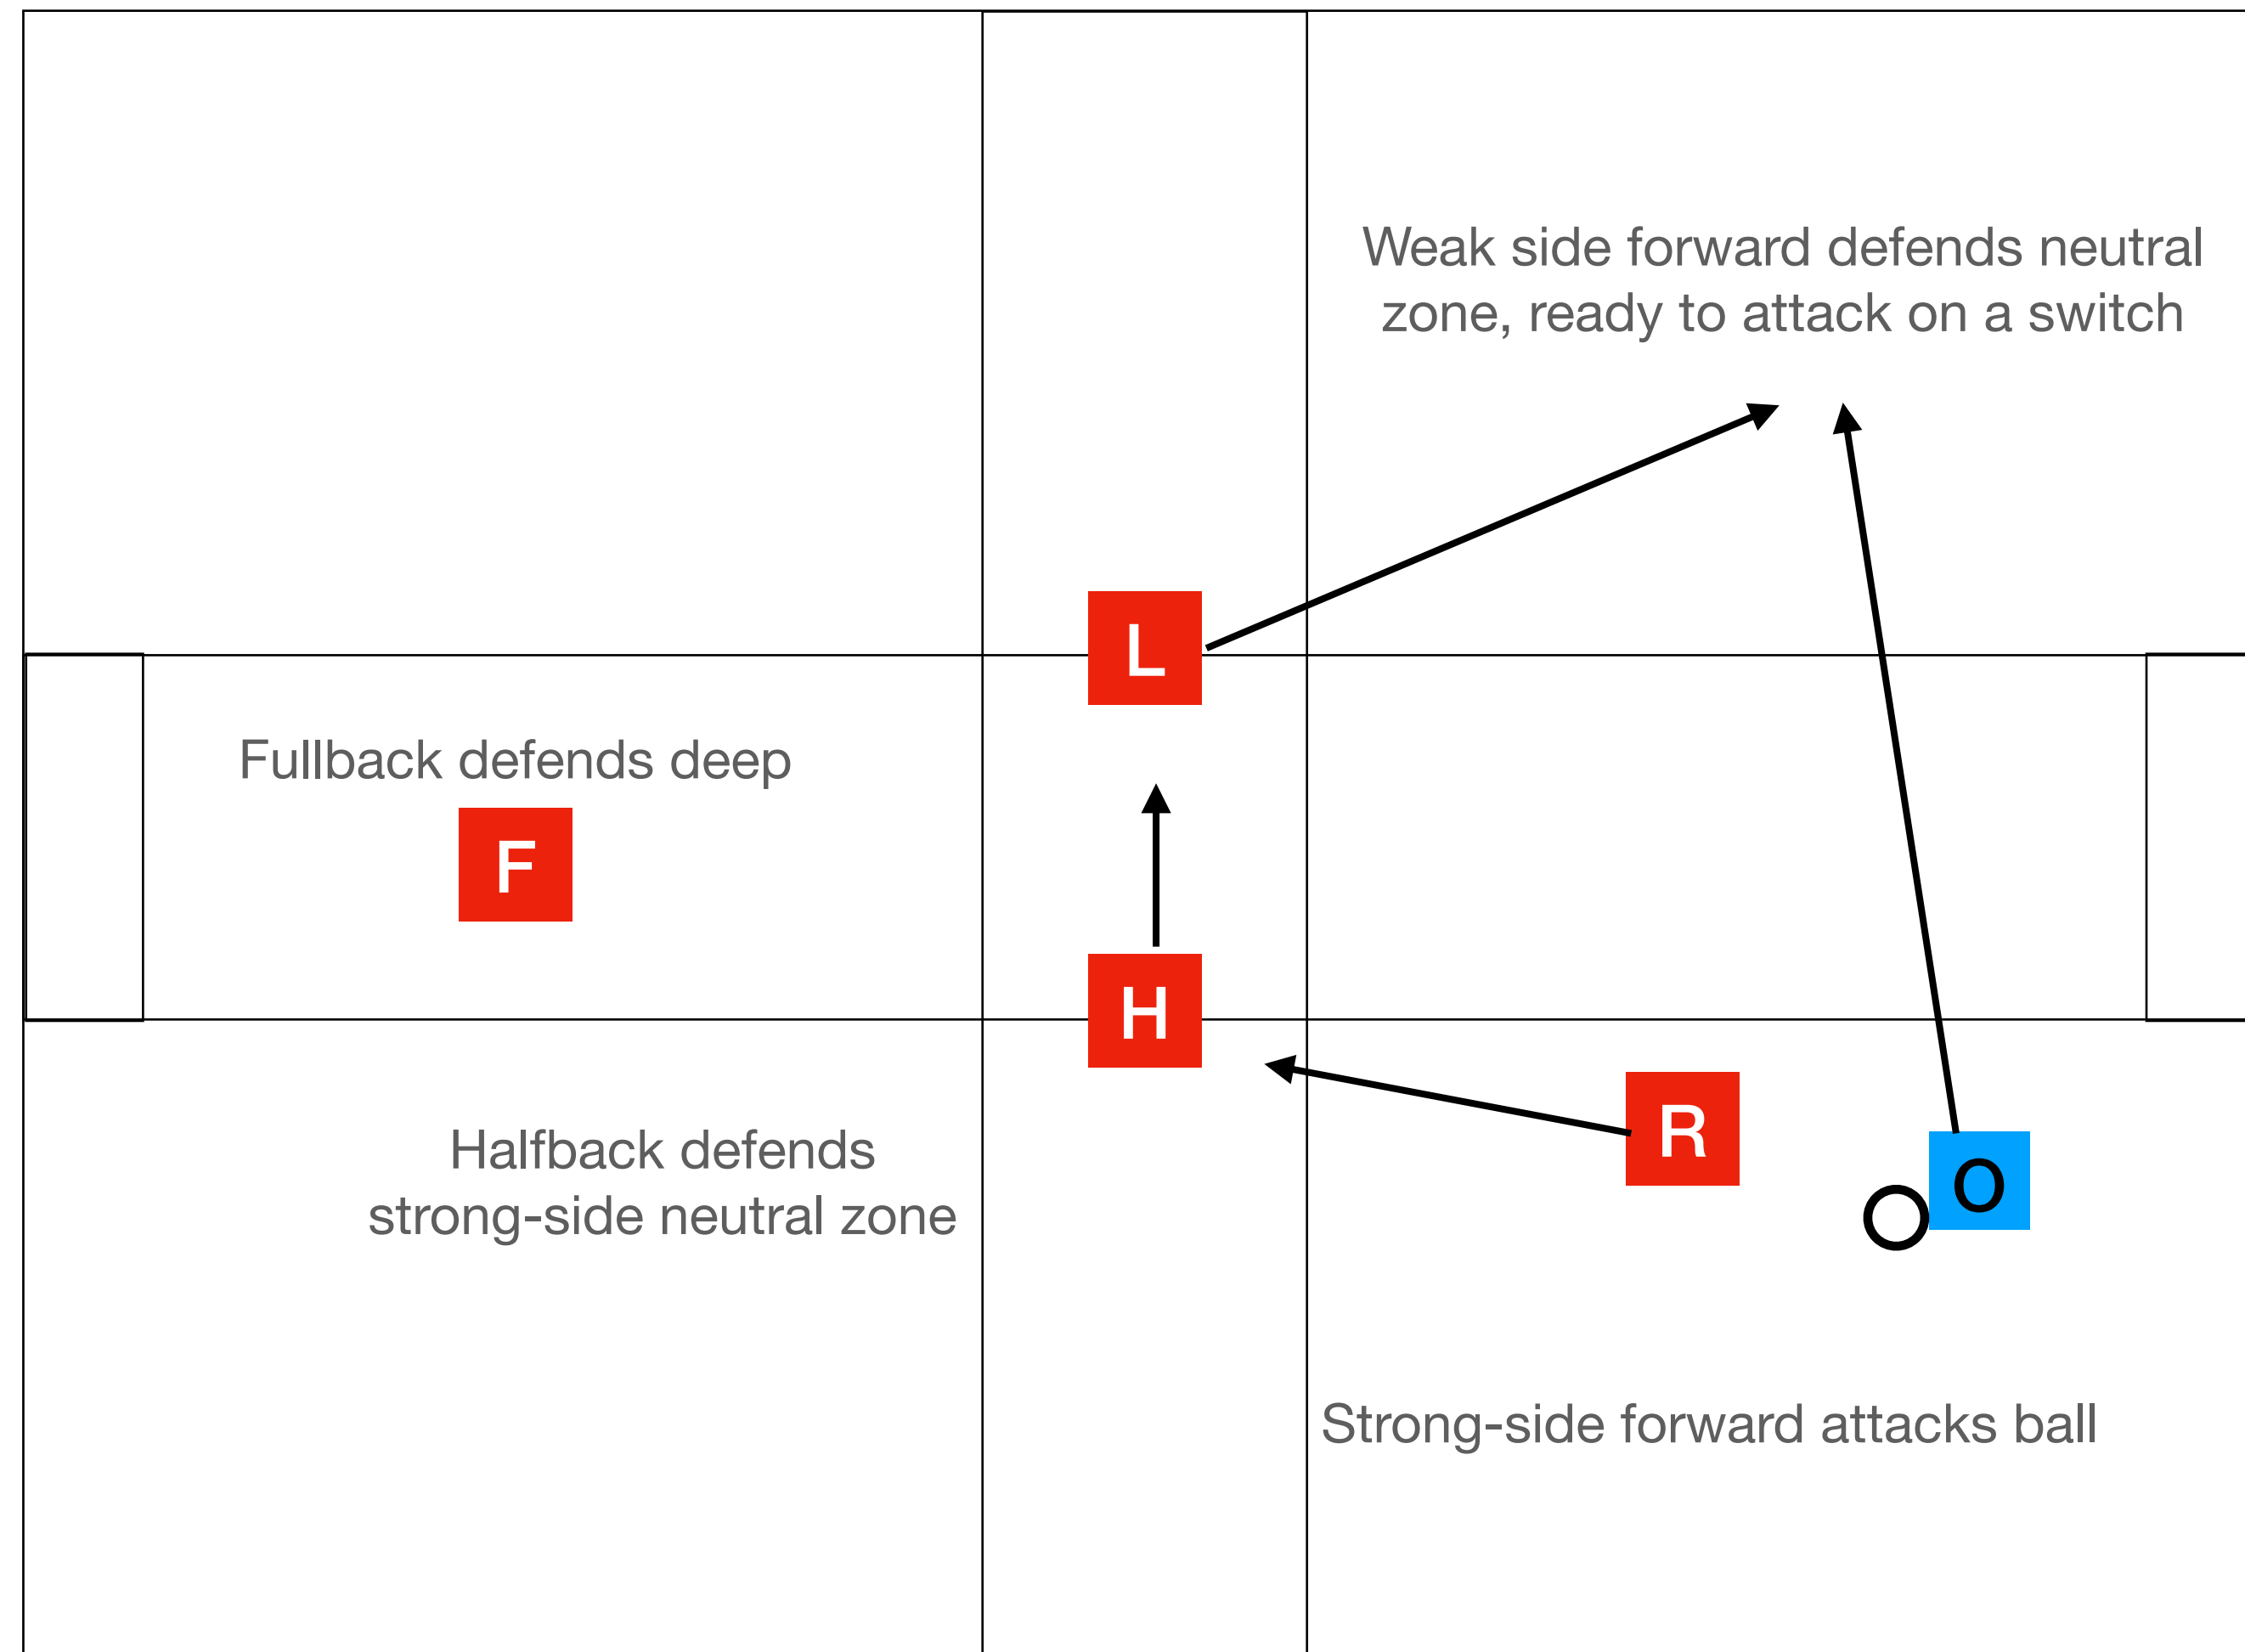 Weak side forward defends neutral
zone, ready to attack on a switch
L
Fullback defends deep
F
H
R
Halfback defends
strong-side neutral zone
O
Strong-side forward attacks ball